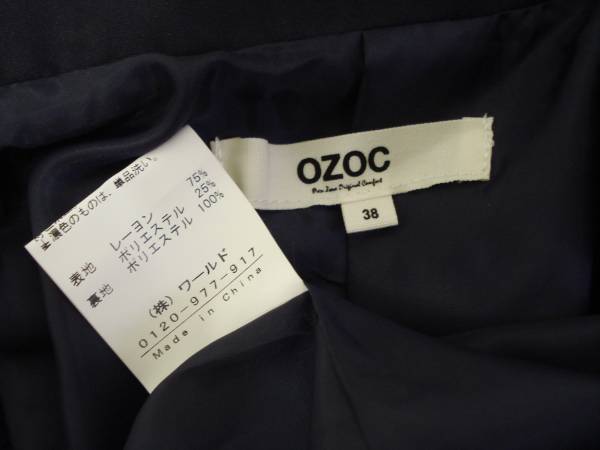 OZOC
38
濃色のものは、単品洗い。
表地 レーヨン 75%
ポリエステル 25%
裏地 ポリエステル 100%
(株) ワールド
0120-977-917
Made in China